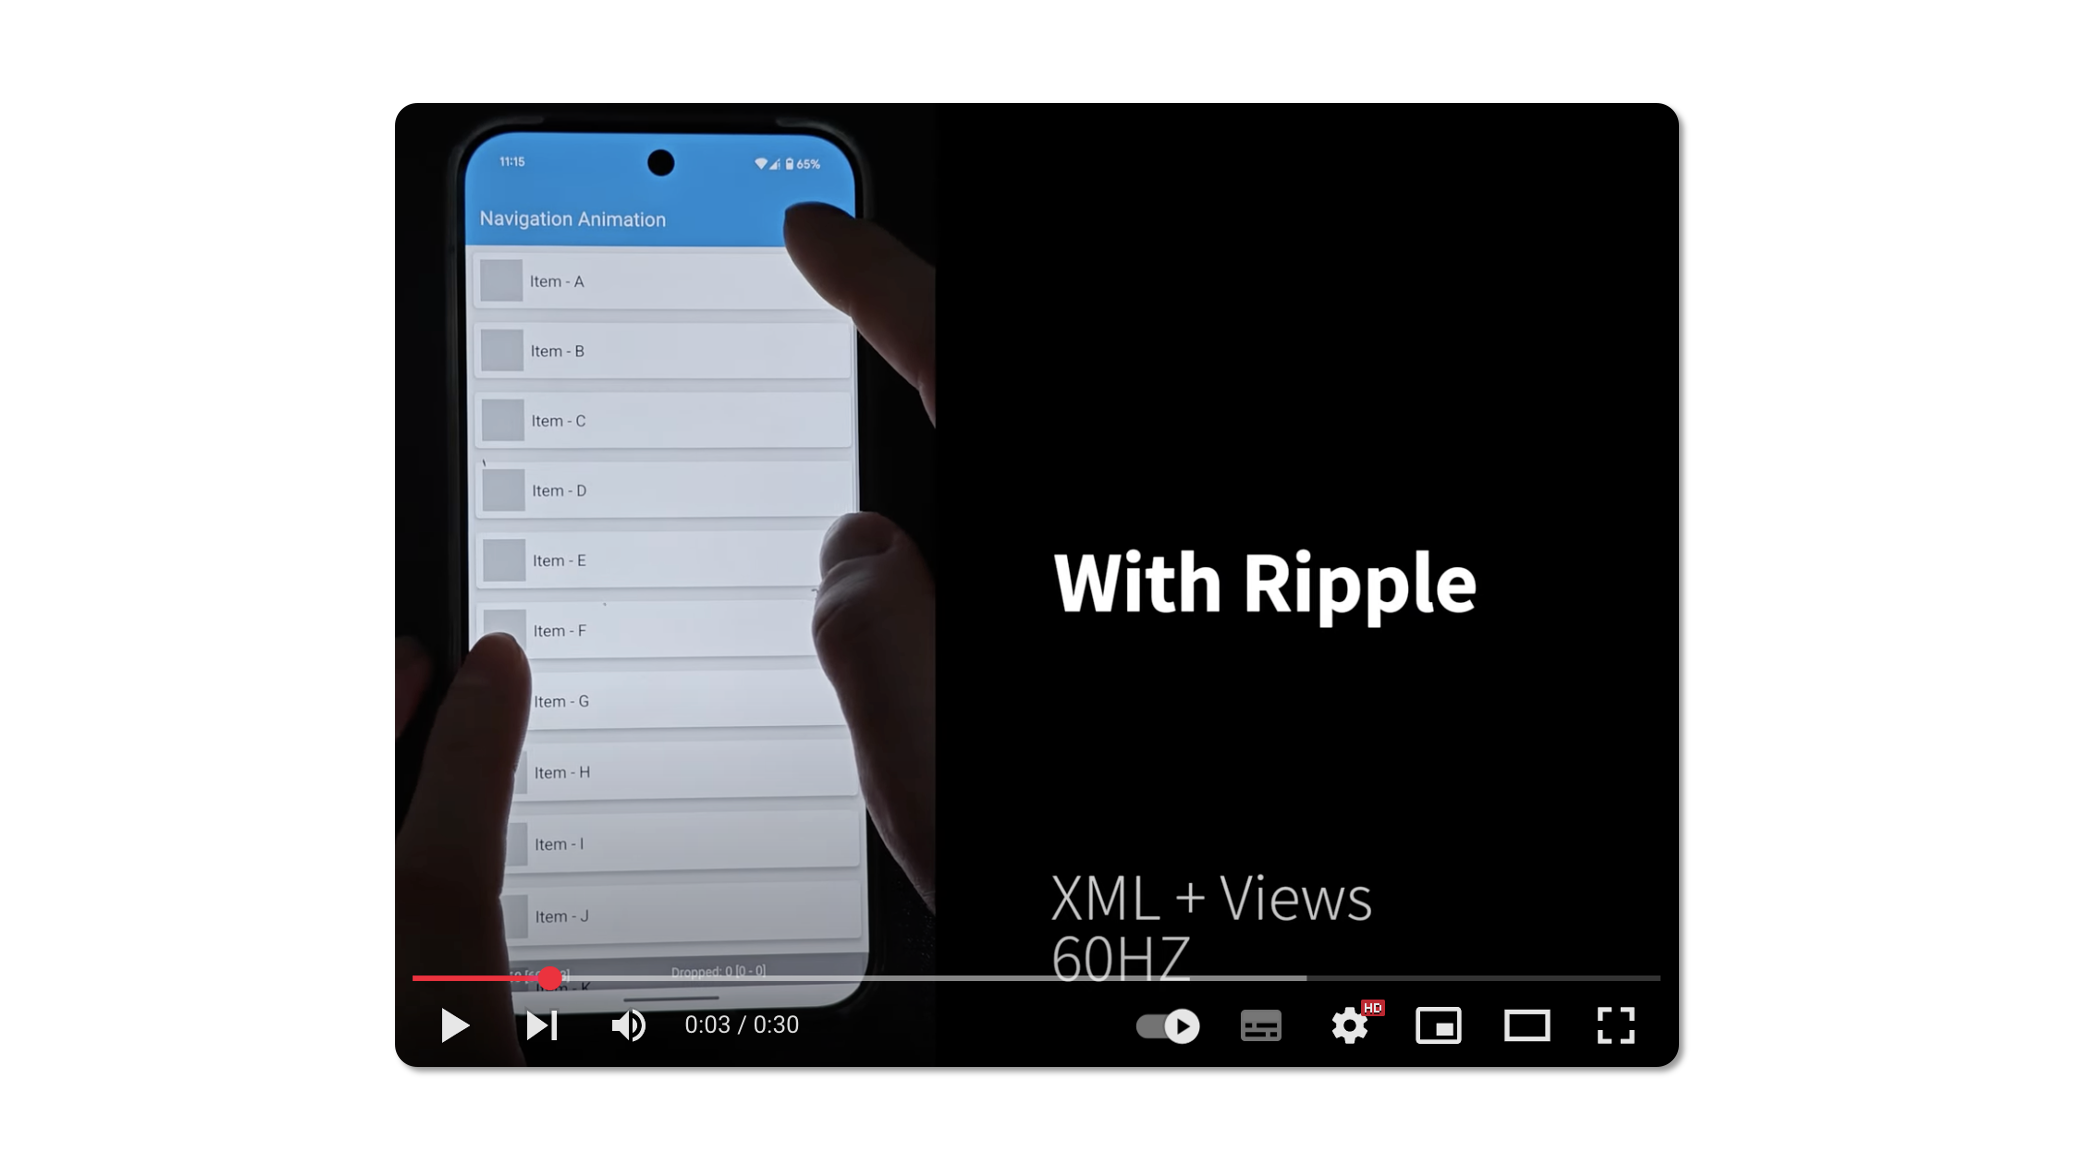 11:15
65%
Navigation Animation
Item - A
Item - B
Item - C
Item - D
Item - E
Item - F
Item - G
Item - H
Item - I
Item - J
Dropped: 0 [0 - 0]
With Ripple
XML + Views
60HZ
0:03 / 0:30
HD